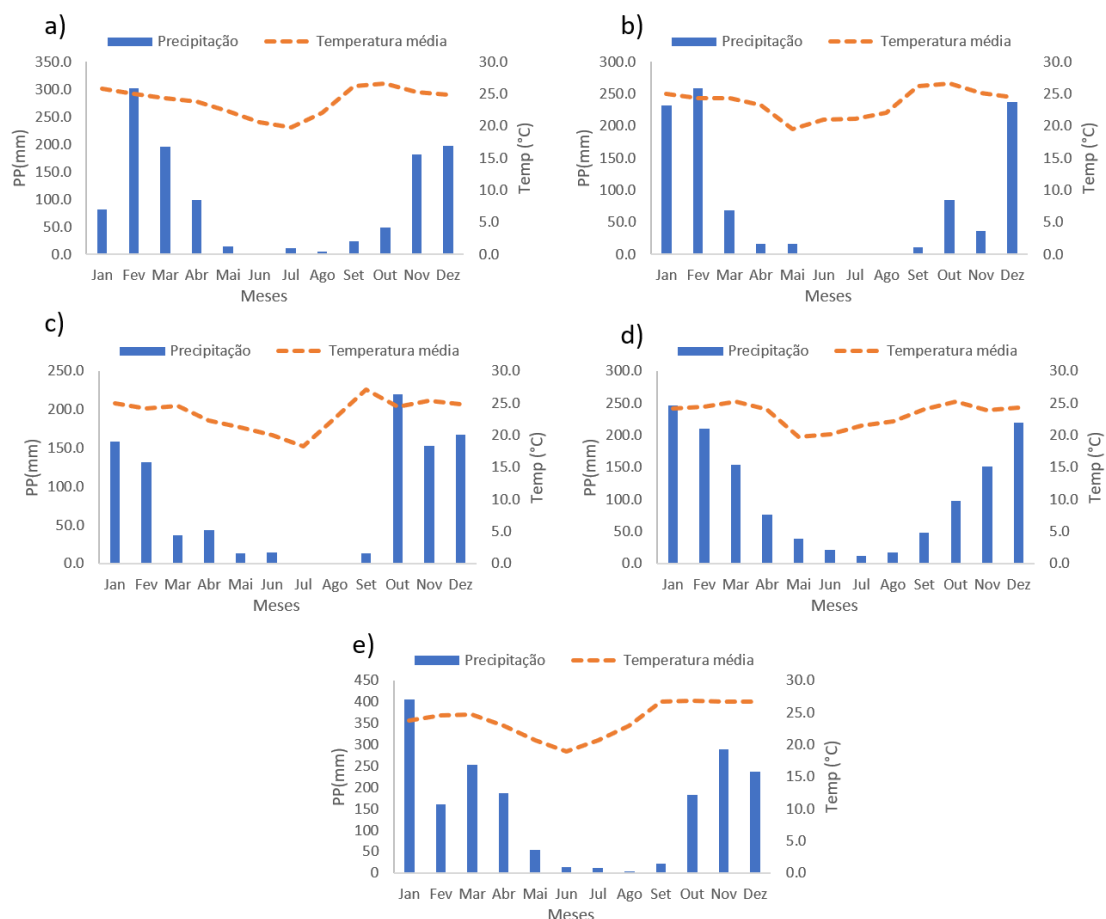 a)
Precipitação Temperatura média
350.0 30.0
300.0 25.0
250.0 20.0
200.0 15.0
150.0 10.0
100.0 5.0
50.0 0.0
0.0
PP(mm)
Temp (°C)
Jan Fev Mar Abr Mai Jun Jul Ago Set Out Nov Dez
Meses
b)
Precipitação Temperatura média
300.0 30.0
250.0 25.0
200.0 20.0
150.0 15.0
100.0 10.0
50.0 5.0
0.0 0.0
PP(mm)
Temp (°C)
Jan Fev Mar Abr Mai Jun Jul Ago Set Out Nov Dez
Meses
c)
Precipitação Temperatura média
250.0 30.0
200.0 25.0
150.0 20.0
100.0 15.0
50.0 10.0
0.0 5.0
0.0
PP(mm)
Temp (°C)
Jan Fev Mar Abr Mai Jun Jul Ago Set Out Nov Dez
Meses
d)
Precipitação Temperatura média
300.0 30.0
250.0 25.0
200.0 20.0
150.0 15.0
100.0 10.0
50.0 5.0
0.0 0.0
PP(mm)
Temp (°C)
Jan Fev Mar Abr Mai Jun Jul Ago Set Out Nov Dez
Meses
e)
Precipitação Temperatura média
450 30.0
400 25.0
350 20.0
300 15.0
250 10.0
200 5.0
150 0.0
100
50
0
PP(mm)
Temp (°C)
Jan Fev Mar Abr Mai Jun Jul Ago Set Out Nov Dez
Meses